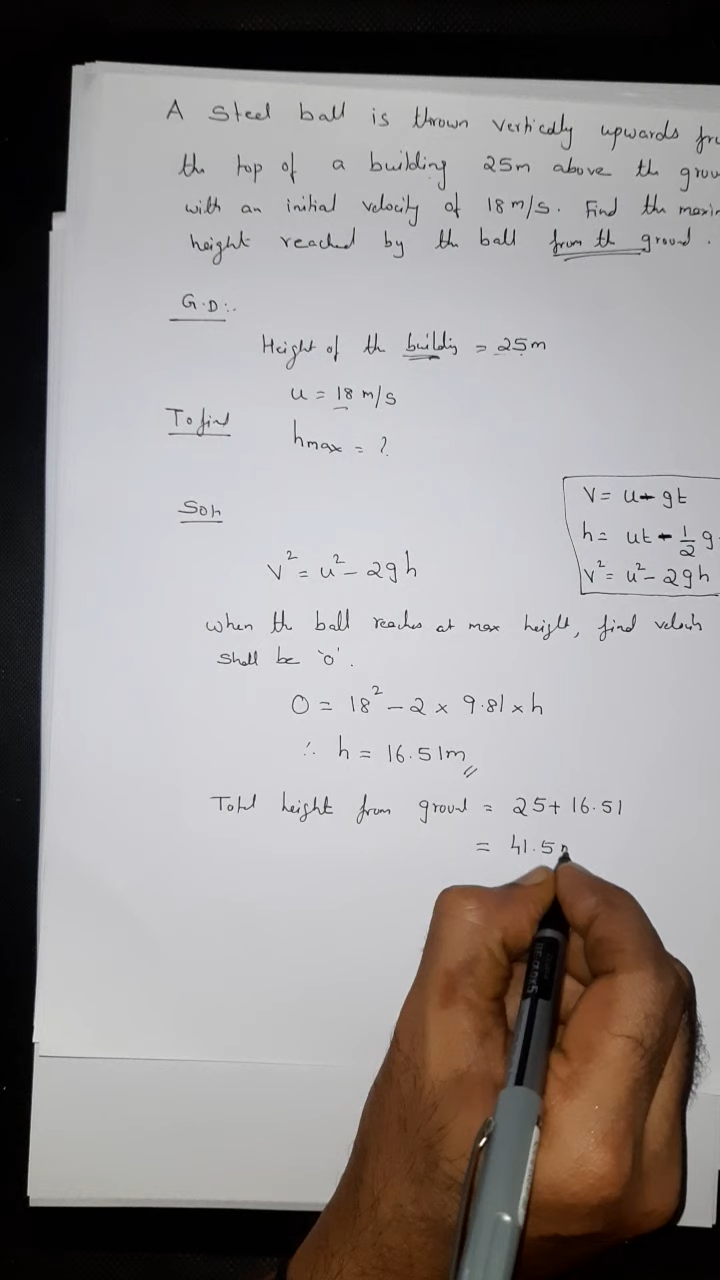 A steel ball is thrown vertically upwards fro
the top of a building 25m above the grou
with an initial velocity of 18 m/s. Find the maxim
height reached by the ball from the ground.
G.D:-
Height of the building = 25m
u = 18 m/s
To find
hmax = ?
Soln
V= u-gt
h= ut - 1/2 g
V²= u²- 2gh
V² = u² - 2gh
When the ball reaches at max height, final velocity
shall be 'o'.
0 = 18² - 2 × 9.81 × h
∴ h = 16.51m
Total height from ground = 25+16.51
= 41.5